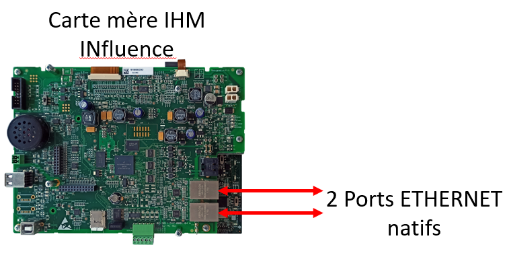 Carte mère IHM
INfluence
2 Ports ETHERNET
natifs